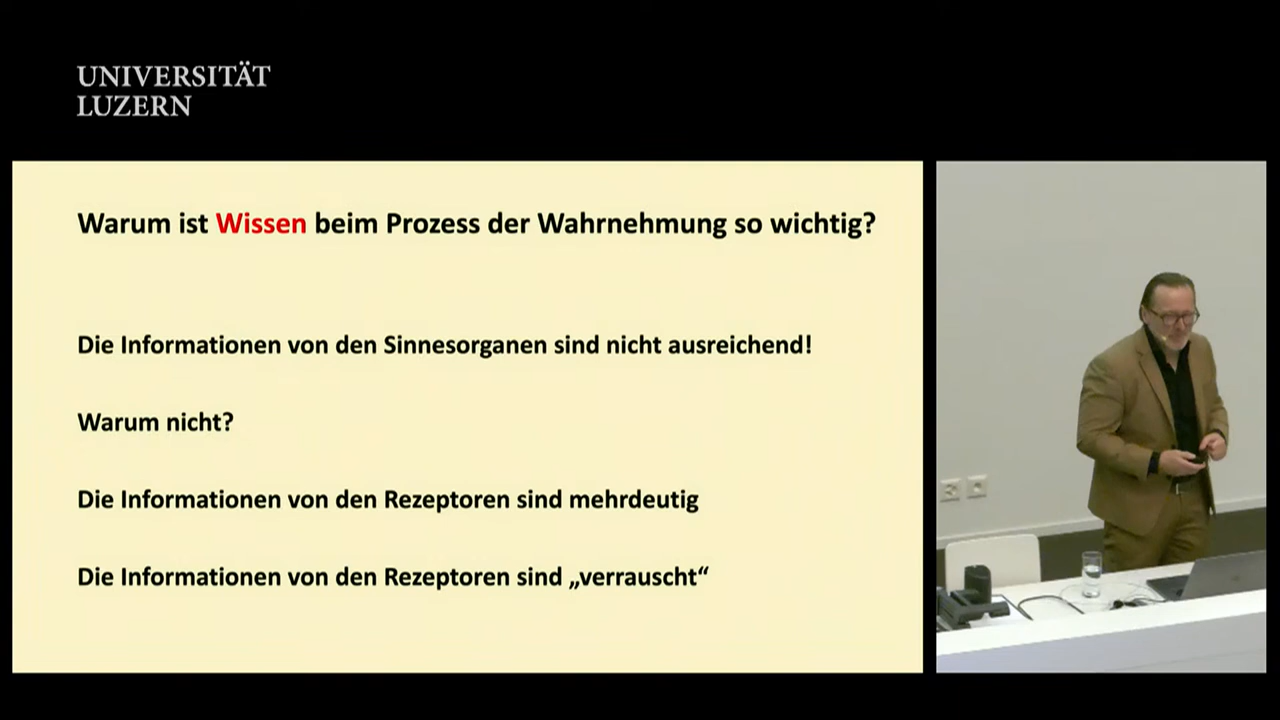 UNIVERSITÄT
LUZERN
Warum ist Wissen beim Prozess der Wahrnehmung so wichtig?
Die Informationen von den Sinnesorganen sind nicht ausreichend!
Warum nicht?
Die Informationen von den Rezeptoren sind mehrdeutig
Die Informationen von den Rezeptoren sind „verrauscht“